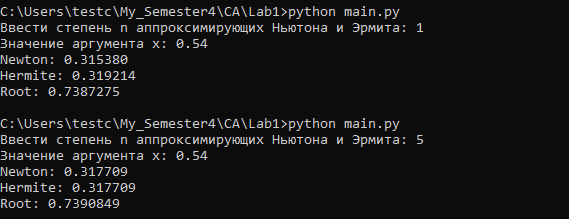 C:\Users\testc\My_Semester4\CA\Lab1>python main.py
Ввести степень n аппроксимирующих Ньютона и Эрмита: 1
Значение аргумента x: 0.54
Newton: 0.315380
Hermite: 0.319214
Root: 0.7387275
C:\Users\testc\My_Semester4\CA\Lab1>python main.py
Ввести степень n аппроксимирующих Ньютона и Эрмита: 5
Значение аргумента x: 0.54
Newton: 0.317709
Hermite: 0.317709
Root: 0.7390849